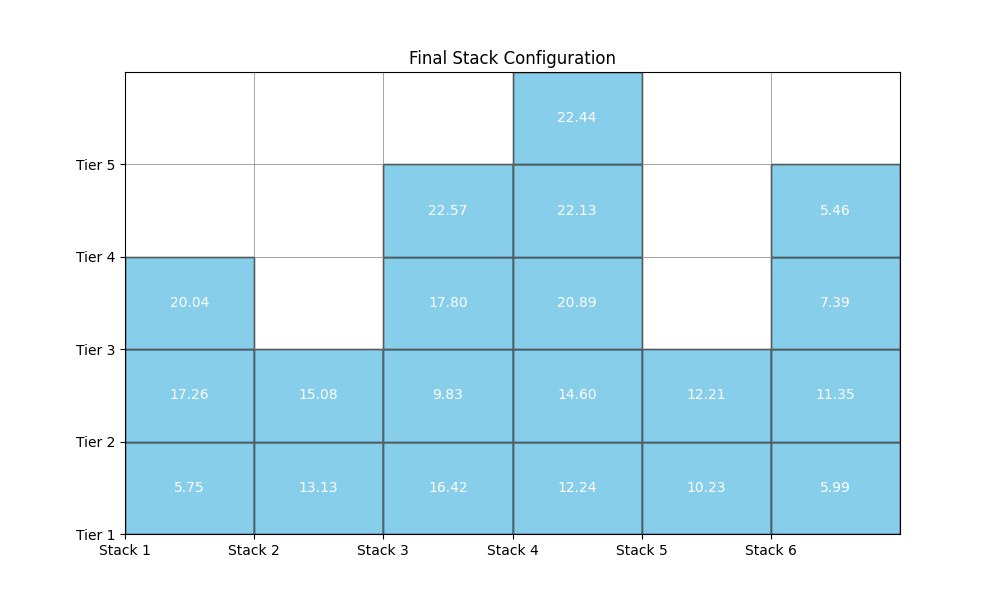 Final Stack Configuration
22.44
Tier 5
22.57 22.13 5.46
Tier 4
20.04 17.80 20.89 7.39
Tier 3
17.26 15.08 9.83 14.60 12.21 11.35
Tier 2
5.75 13.13 16.42 12.24 10.23 5.99
Tier 1
Stack 1 Stack 2 Stack 3 Stack 4 Stack 5 Stack 6